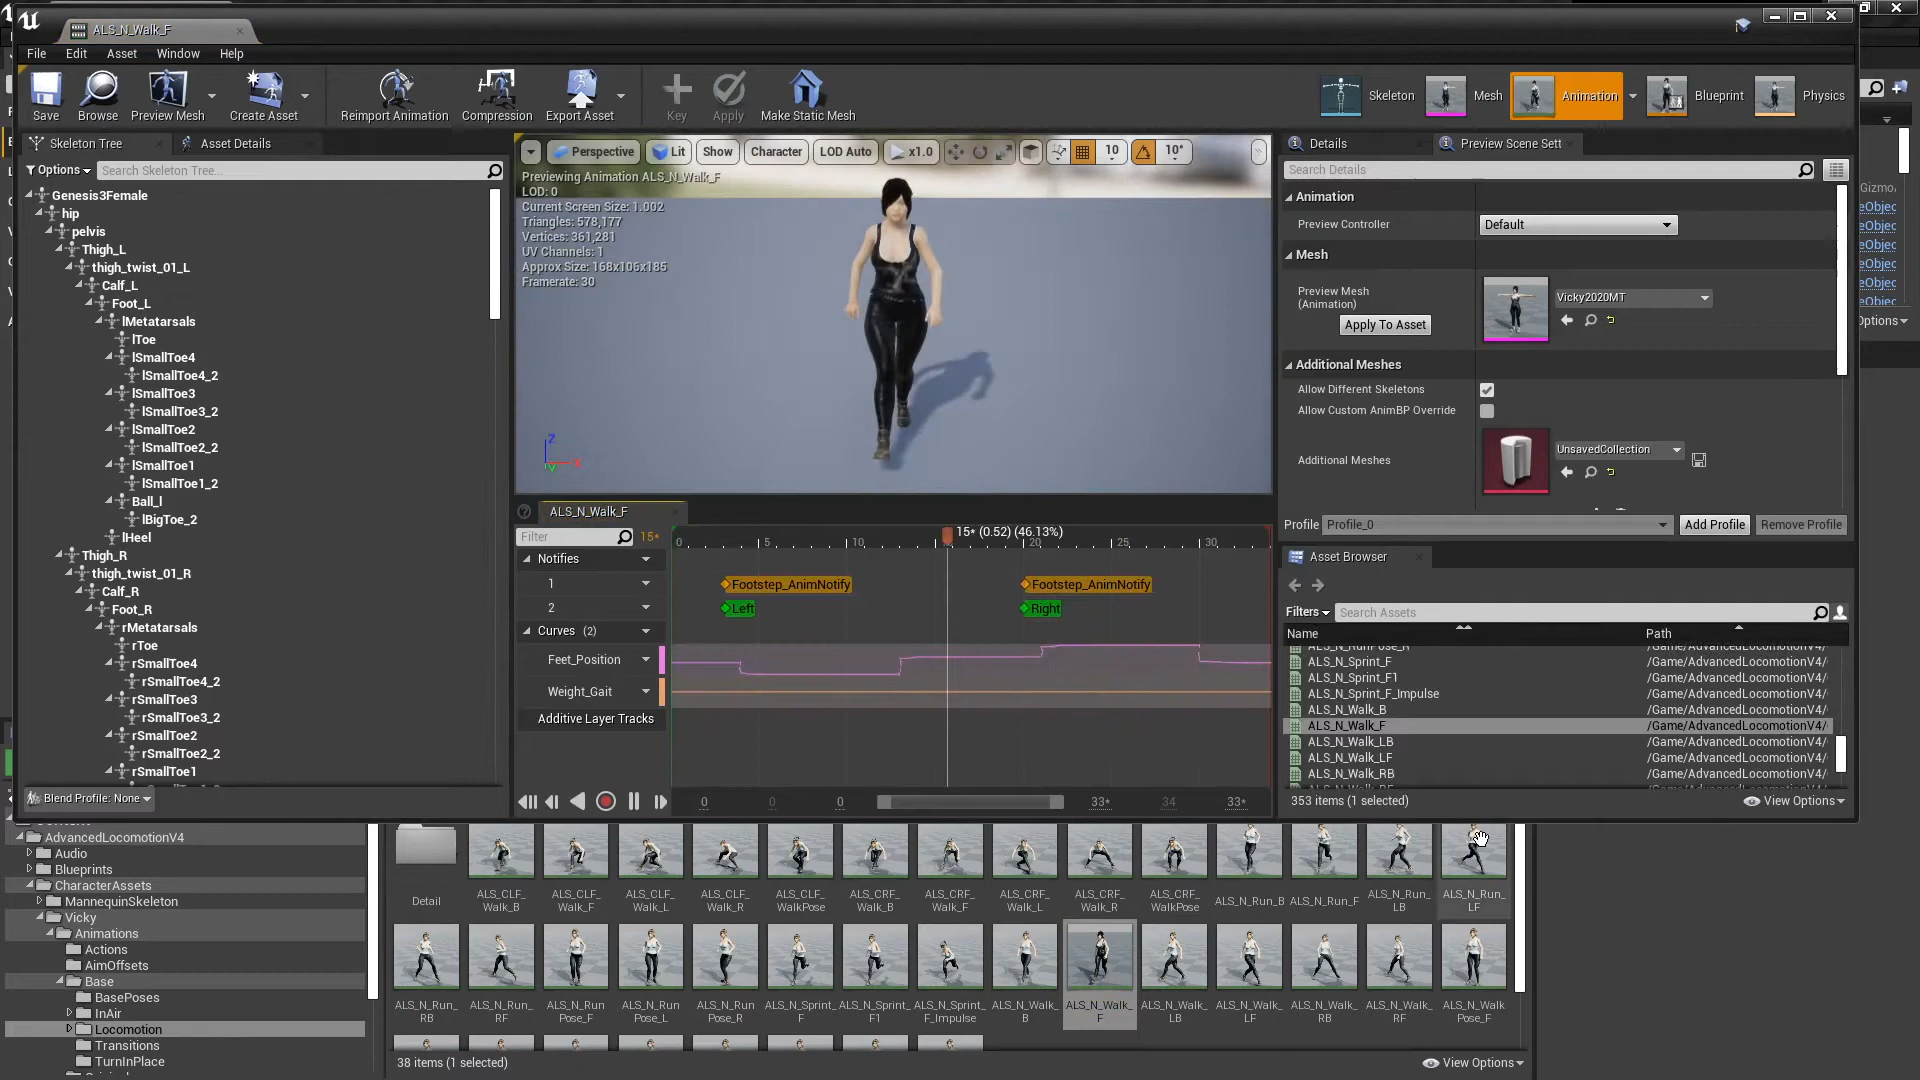 ALS_N_Walk_F
File Edit Asset Window Help
Save Browse Preview Mesh Create Asset Reimport Animation Compression Export Asset Key Apply Make Static Mesh Skeleton Mesh Animation Blueprint Physics
Skeleton Tree Asset Details
Options Search Skeleton Tree...
Genesis3Female
hip
pelvis
Thigh_L
thigh_twist_01_L
Calf_L
Foot_L
lMetatarsals
lToe
lSmallToe4
lSmallToe4_2
lSmallToe3
lSmallToe3_2
lSmallToe2
lSmallToe2_2
lSmallToe1
lSmallToe1_2
Ball_l
lBigToe_2
lHeel
Thigh_R
thigh_twist_01_R
Calf_R
Foot_R
rMetatarsals
rToe
rSmallToe4
rSmallToe4_2
rSmallToe3
rSmallToe3_2
rSmallToe2
rSmallToe2_2
rSmallToe1
Blend Profile: None
Perspective Lit Show Character LOD Auto x1.0 10 10°
Previewing Animation ALS_N_Walk_F
LOD: 0
Current Screen Size: 1.002
Triangles: 578,177
Vertices: 361,281
UV Channels: 1
Approx Size: 168x106x185
Framerate: 30
Z
ALS_N_Walk_F
Filter 15*
15* (0.52) (46.13%)
0 5 10 20 25 30
Notifies
1 Footstep_AnimNotify Footstep_AnimNotify
2 Left Right
Curves (2)
Feet_Position
Weight_Gait
Additive Layer Tracks
0 0 0 33* 34 33*
Details Preview Scene Sett
Search Details
Animation
Preview Controller Default
Mesh
Preview Mesh
(Animation)
Vicky2020MT
Apply To Asset
Additional Meshes
Allow Different Skeletons
Allow Custom AnimBP Override
Additional Meshes UnsavedCollection
Profile Profile_0 Add Profile Remove Profile
Asset Browser
Filters Search Assets
Name Path
ALS_N_RunPose_R
ALS_N_Sprint_F /Game/AdvancedLocomotionV4/
ALS_N_Sprint_F1 /Game/AdvancedLocomotionV4/
ALS_N_Sprint_F_Impulse /Game/AdvancedLocomotionV4/
ALS_N_Walk_B /Game/AdvancedLocomotionV4/
ALS_N_Walk_F /Game/AdvancedLocomotionV4/
ALS_N_Walk_LB /Game/AdvancedLocomotionV4/
ALS_N_Walk_LF /Game/AdvancedLocomotionV4/
ALS_N_Walk_RB /Game/AdvancedLocomotionV4/
353 items (1 selected) View Options
Gizmo
eObjec
eObjec
eObjec
eObjec
eObjec
eObjec
Options
AdvancedLocomotionV4
Audio
Blueprints
CharacterAssets
MannequinSkeleton
Vicky
Animations
Actions
AimOffsets
Base
BasePoses
InAir
Locomotion
Transitions
TurnInPlace
Detail ALS_CLF_Walk_B ALS_CLF_Walk_F ALS_CLF_Walk_L ALS_CLF_Walk_R ALS_CLF_WalkPose ALS_CRF_Walk_B ALS_CRF_Walk_F ALS_CRF_Walk_L ALS_CRF_Walk_R ALS_CRF_WalkPose ALS_N_Run_B ALS_N_Run_F ALS_N_Run_LB ALS_N_Run_LF
ALS_N_Run_RB ALS_N_Run_RF ALS_N_RunPose_F ALS_N_RunPose_L ALS_N_RunPose_R ALS_N_Sprint_F ALS_N_Sprint_F1 ALS_N_Sprint_F_Impulse ALS_N_Walk_B ALS_N_Walk_F ALS_N_Walk_LB ALS_N_Walk_LF ALS_N_Walk_RB ALS_N_Walk_RF ALS_N_WalkPose_F
38 items (1 selected) View Options